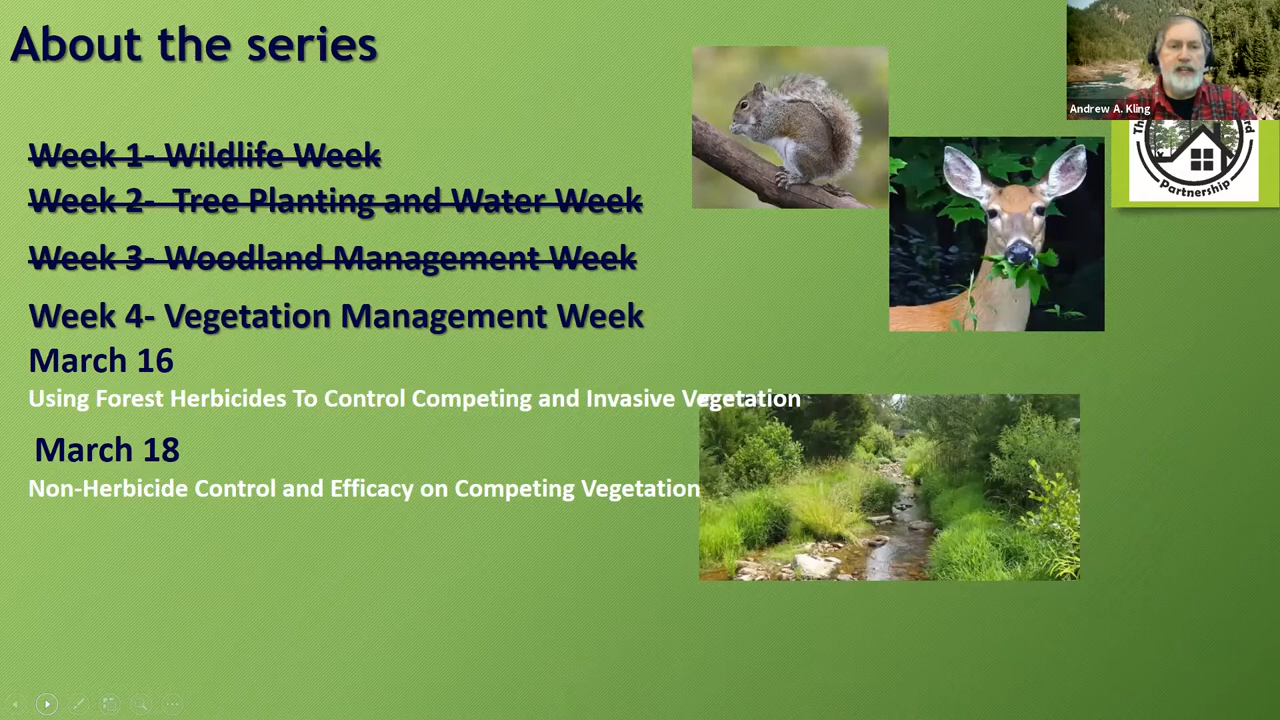 About the series
Andrew A. Kling
Partnership
Week 1- Wildlife Week
Week 2-  Tree Planting and Water Week
Week 3- Woodland Management Week
Week 4- Vegetation Management Week
March 16
Using Forest Herbicides To Control Competing and Invasive Vegetation
March 18
Non-Herbicide Control and Efficacy on Competing Vegetation